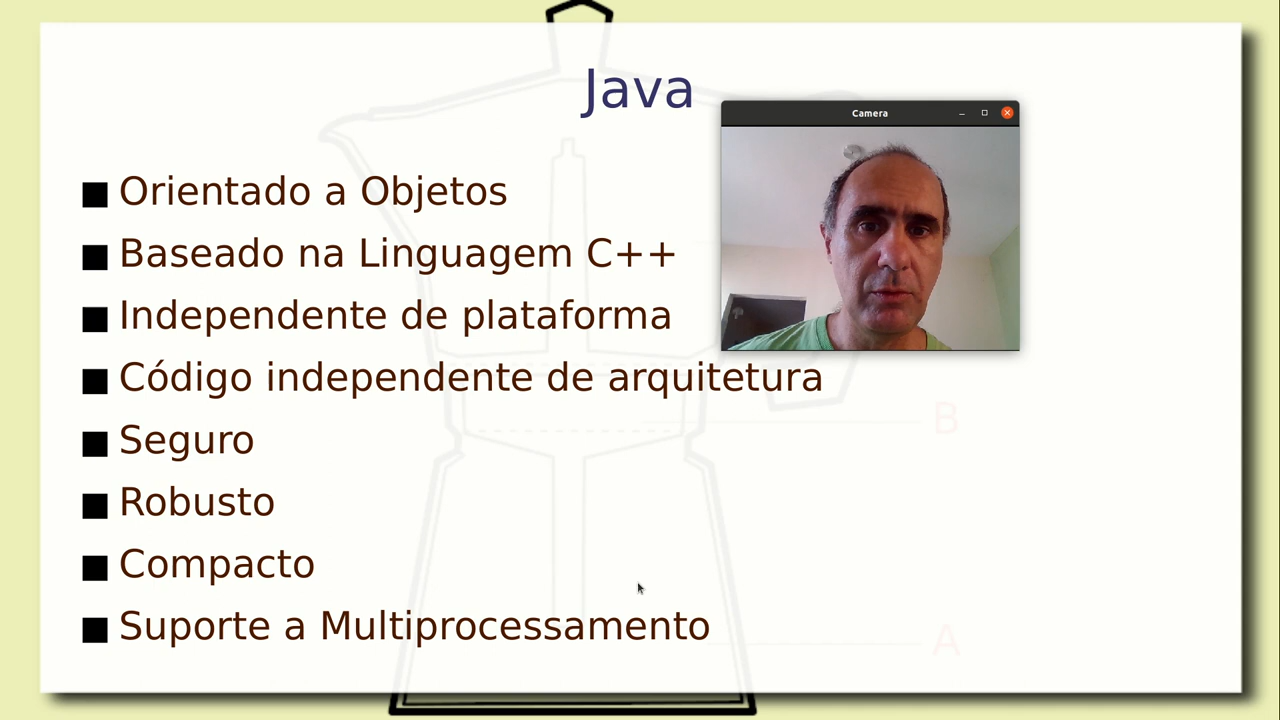 Java
Camera
Orientado a Objetos
Baseado na Linguagem C++
Independente de plataforma
Código independente de arquitetura
B
Seguro
Robusto
Compacto
Suporte a Multiprocessamento
A